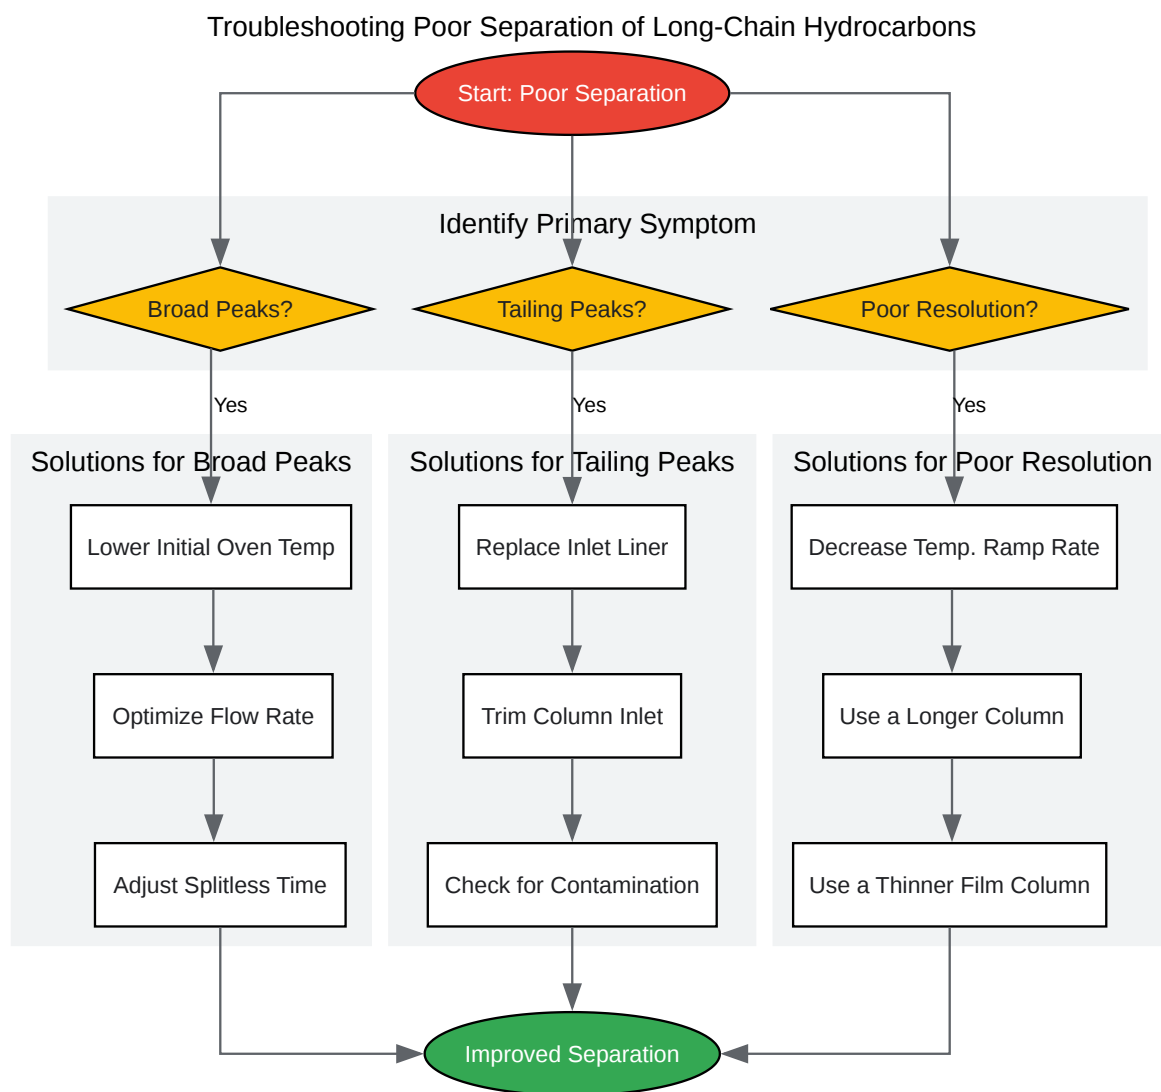 Troubleshooting Poor Separation of Long-Chain Hydrocarbons
Start: Poor Separation
Identify Primary Symptom
Broad Peaks?
Tailing Peaks?
Poor Resolution?
Yes
Yes
Yes
Solutions for Broad Peaks
Lower Initial Oven Temp
Optimize Flow Rate
Adjust Splitless Time
Solutions for Tailing Peaks
Replace Inlet Liner
Trim Column Inlet
Check for Contamination
Solutions for Poor Resolution
Decrease Temp. Ramp Rate
Use a Longer Column
Use a Thinner Film Column
Improved Separation